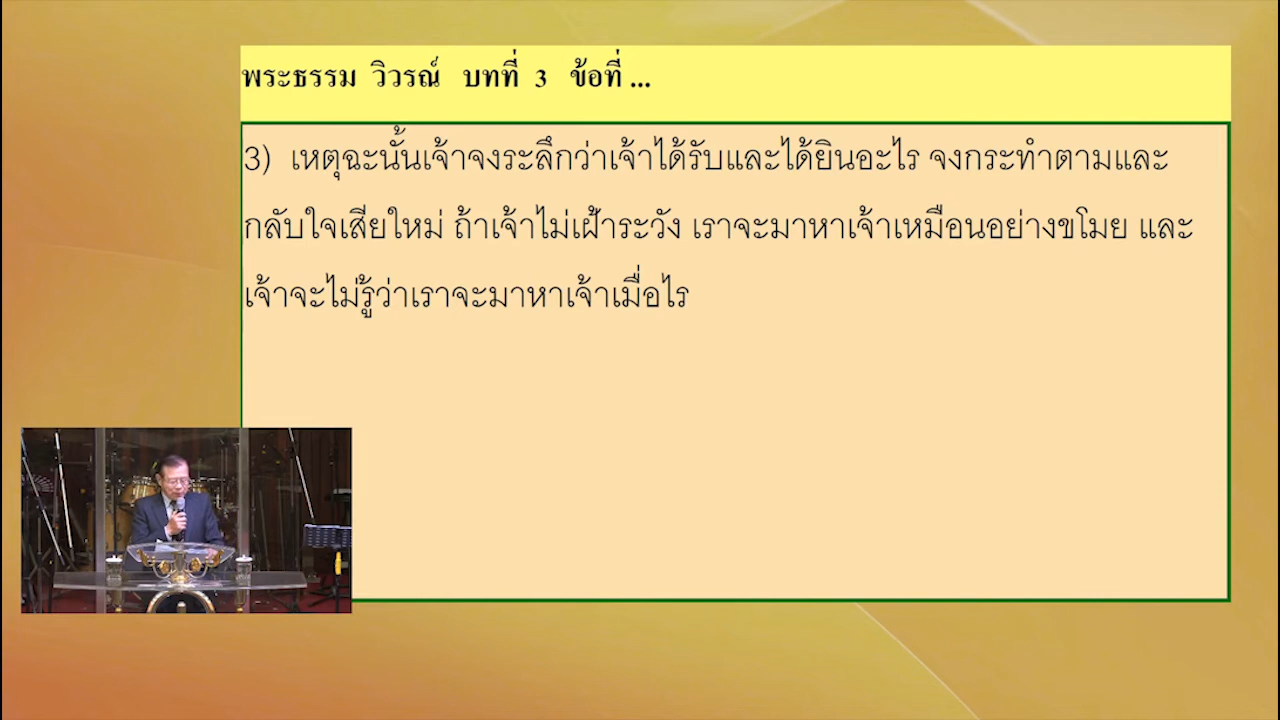 พระธรรม วิวรณ์ บทที่ 3 ข้อที่ ...
3) เหตุฉะนั้นเจ้าจงระลึกว่าเจ้าได้รับและได้ยินอะไร จงกระทำตามและ
กลับใจเสียใหม่ ถ้าเจ้าไม่เฝ้าระวัง เราจะมาหาเจ้าเหมือนอย่างขโมย และ
เจ้าจะไม่รู้ว่าเราจะมาหาเจ้าเมื่อไร